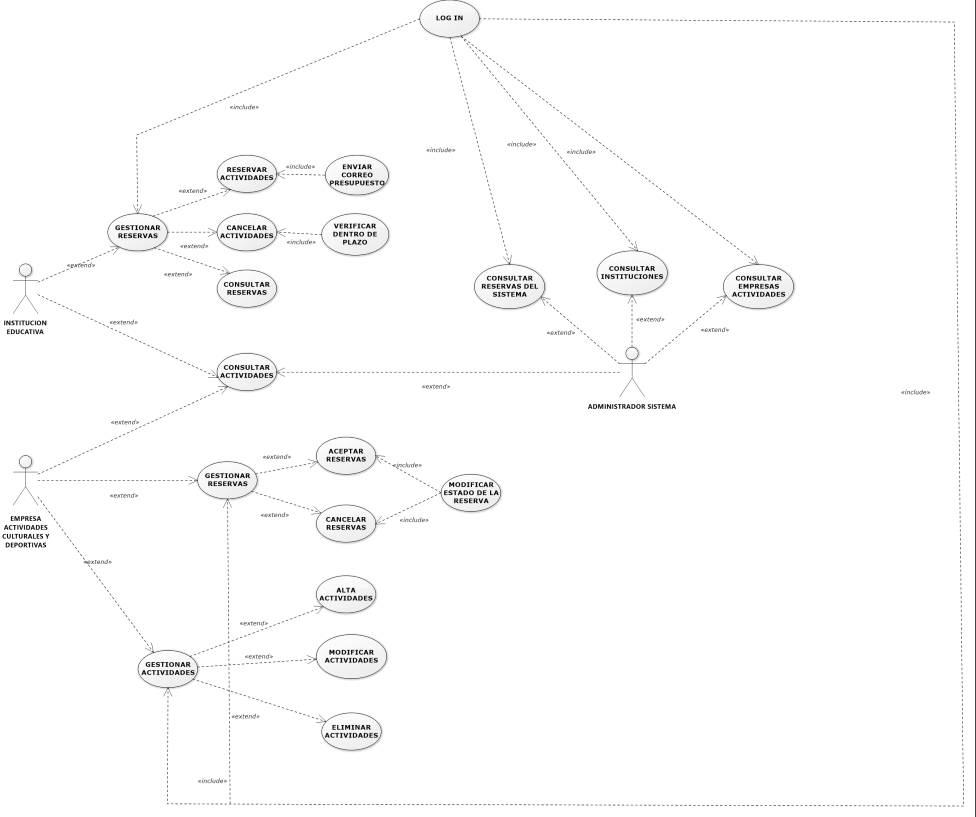 LOG IN
«include»
«include»
«include»
«include»
RESERVAR
ACTIVIDADES
«include»
ENVIAR
CORREO
PRESUPUESTO
«extend»
GESTIONAR
RESERVAS
CANCELAR
ACTIVIDADES
«include»
VERIFICAR
DENTRO DE
PLAZO
«extend»
«extend»
«extend»
CONSULTAR
RESERVAS
CONSULTAR
RESERVAS DEL
SISTEMA
CONSULTAR
INSTITUCIONES
CONSULTAR
EMPRESAS
ACTIVIDADES
INSTITUCION
EDUCATIVA
«extend»
«extend»
«extend»
«extend»
CONSULTAR
ACTIVIDADES
«extend»
ADMINISTRADOR SISTEMA
«include»
«extend»
ACEPTAR
RESERVAS
«extend»
«include»
GESTIONAR
RESERVAS
MODIFICAR
ESTADO DE LA
RESERVA
«extend»
«extend»
CANCELAR
RESERVAS
«include»
EMPRESA
ACTIVIDADES
CULTURALES Y
DEPORTIVAS
«extend»
ALTA
ACTIVIDADES
«extend»
MODIFICAR
ACTIVIDADES
«extend»
GESTIONAR
ACTIVIDADES
«extend»
ELIMINAR
ACTIVIDADES
«include»